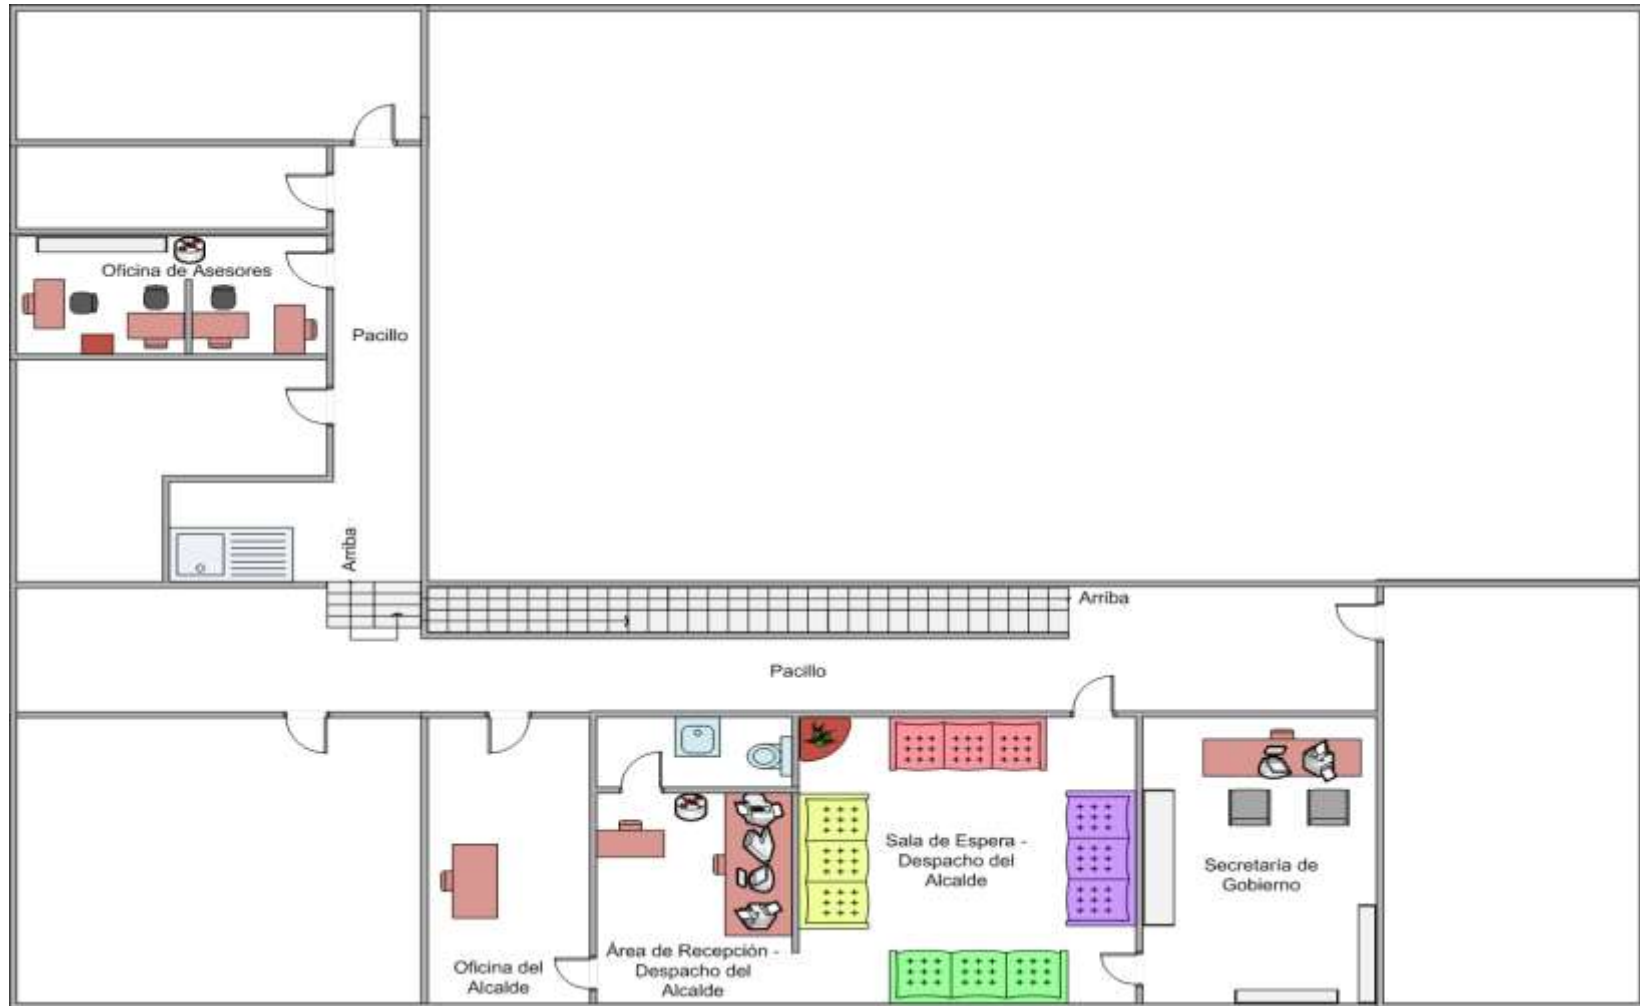 Oficina de Asesores
Pacillo
Arriba
Arriba
Pacillo
Sala de Espera -
Despacho del
Alcalde
Secretaria de
Gobierno
Área de Recepción -
Despacho del
Alcalde
Oficina del
Alcalde